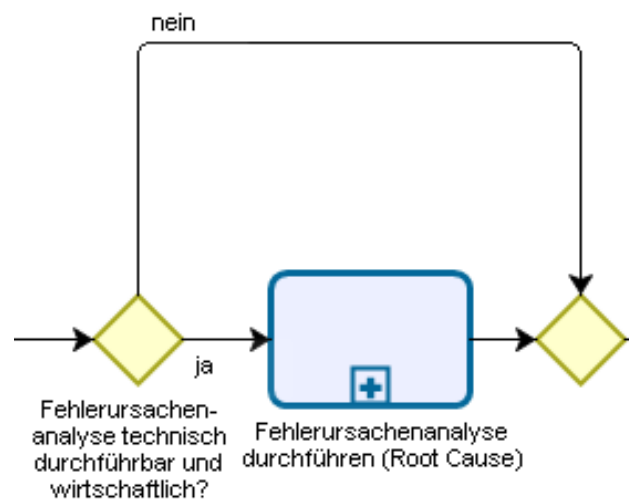 nein
ja
Fehlerursachen-
analyse technisch
durchführbar und
wirtschaftlich?
Fehlerursachenanalyse
durchführen (Root Cause)